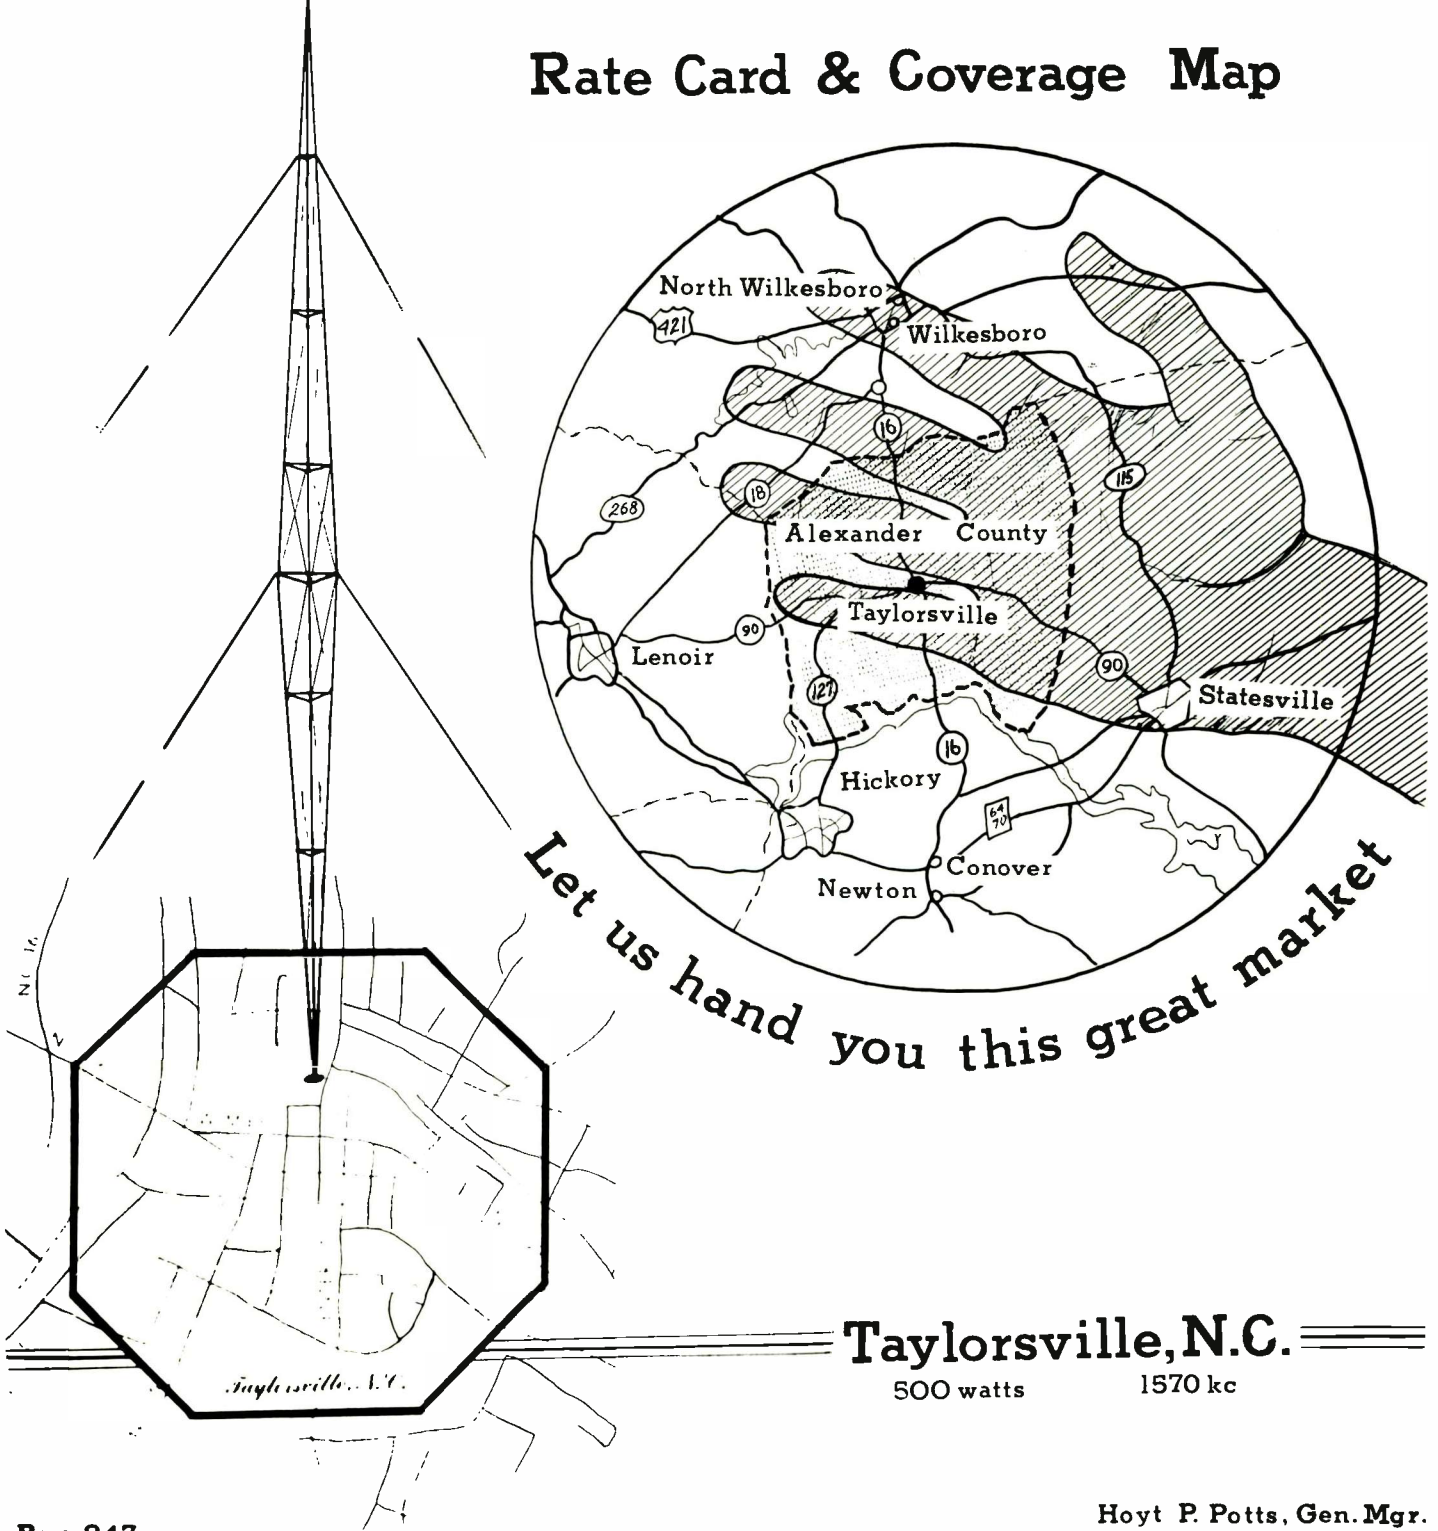 Rate Card & Coverage Map
North Wilkesboro
421
Wilkesboro
16
115
18
268
Alexander County
Taylorsville
90
Lenoir
90
127
Statesville
16
Hickory
64
70
Conover
Newton
Let us hand you this great market
Taylorsville, N.C.
Taylorsville, N.C.
500 watts 1570 kc
Hoyt P. Potts, Gen. Mgr.